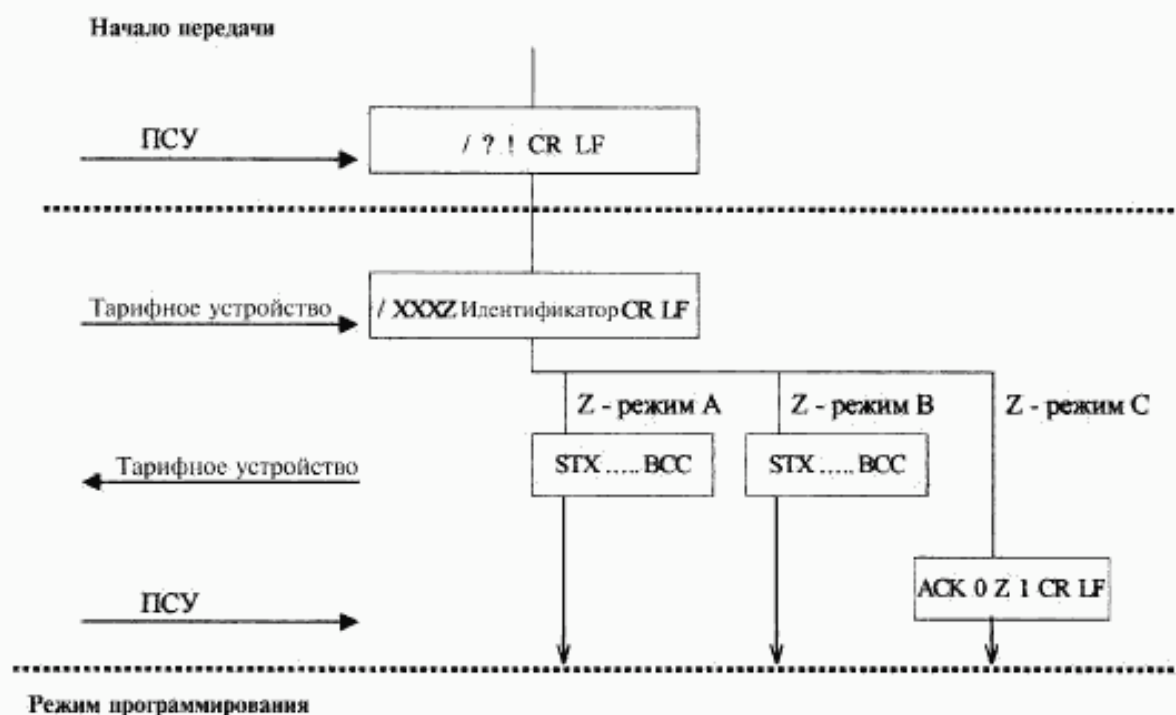 Начало передачи
ПСУ
/ ? ! CR LF
Тарифное устройство
/ XXXZ Идентификатор CR LF
Z - режим A
Z - режим B
Z - режим C
Тарифное устройство
STX ..... BCC
STX ..... BCC
ПСУ
ACK 0 Z 1 CR LF
Режим программирования